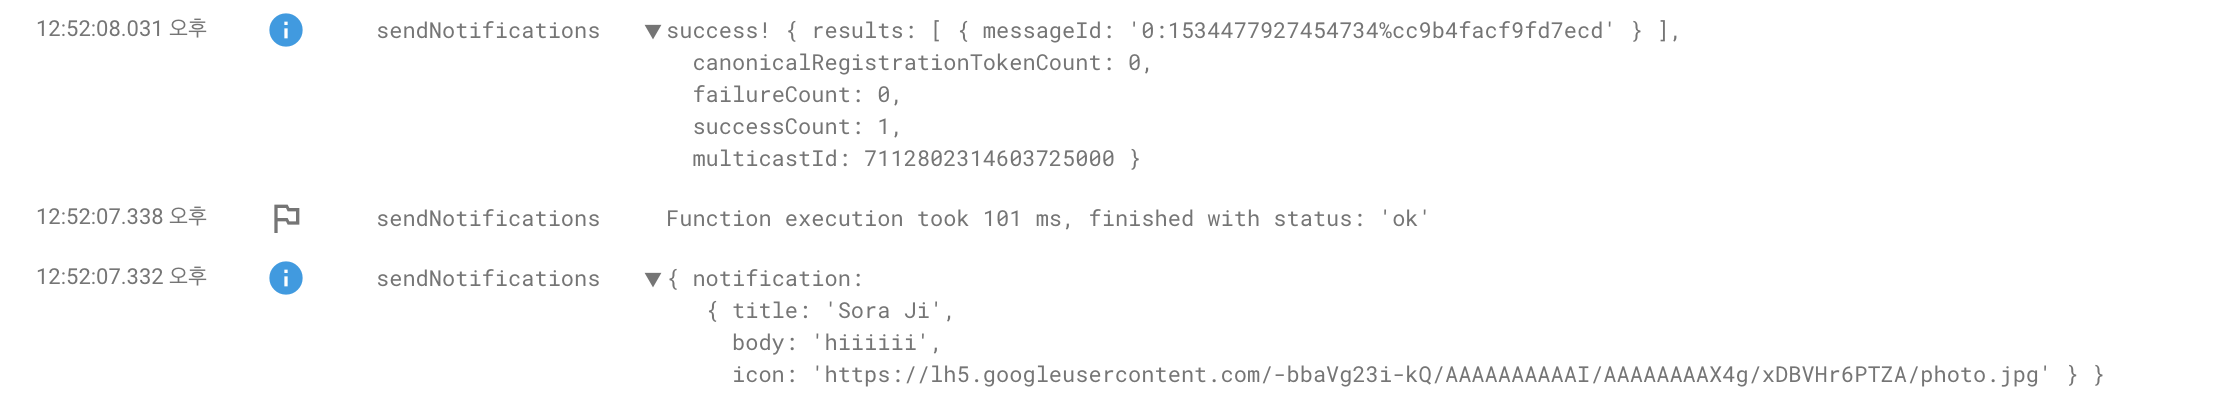 12:52:08.031 오후 sendNotifications ▼success! { results: [ { messageId: '0:1534477927454734%cc9b4facf9fd7ecd' } ],
canonicalRegistrationTokenCount: 0,
failureCount: 0,
successCount: 1,
multicastId: 7112802314603725000 }
12:52:07.338 오후 sendNotifications Function execution took 101 ms, finished with status: 'ok'
12:52:07.332 오후 sendNotifications ▼{ notification:
{ title: 'Sora Ji',
body: 'hiiiiii',
icon: 'https://lh5.googleusercontent.com/-bbaVg23i-kQ/AAAAAAAAAAI/AAAAAAAAX4g/xDBVHr6PTZA/photo.jpg' } }